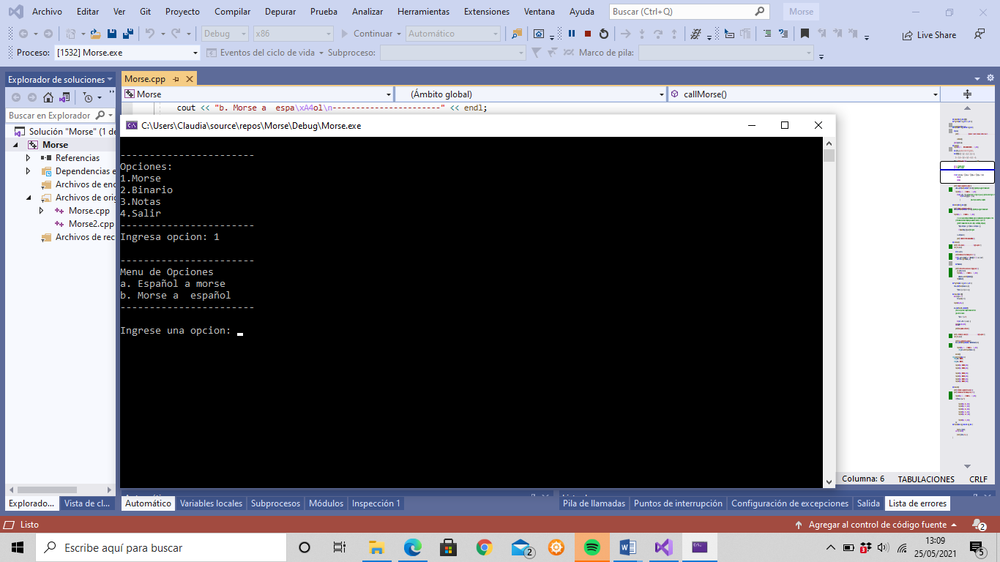 Archivo Editar Ver Git Proyecto Compilar Depurar Prueba Analizar Herramientas Extensiones Ventana Ayuda Buscar (Ctrl+Q) Morse
Debug x86 Continuar Automático Live Share
Proceso: [1532] Morse.exe Eventos del ciclo de vida Subproceso: Marco de pila:
Explorador de soluciones Morse.cpp
Morse (Ámbito global) callMorse()
cout << "b. Morse a  espa\xA4ol\n-----------------------" << endl;
Buscar en Explorador
C:\Users\Claudia\source\repos\Morse\Debug\Morse.exe
Solución "Morse" (1 de
Morse
Referencias
Dependencias e
Archivos de enc
Archivos de orig
Morse.cpp
Morse2.cpp
Archivos de rec
-----------------------
Opciones:
1.Morse
2.Binario
3.Notas
4.Salir
-----------------------
Ingresa opcion: 1
-----------------------
Menu de Opciones
a. Español a morse
b. Morse a  español
-----------------------
Ingrese una opcion:
Columna: 6 TABULACIONES CRLF
Explorado... Vista de cl... Automático Variables locales Subprocesos Módulos Inspección 1 Pila de llamadas Puntos de interrupción Configuración de excepciones Salida Lista de errores
Listo Agregar al control de código fuente 2
Escribe aquí para buscar 2 3 13:09
25/05/2021 5